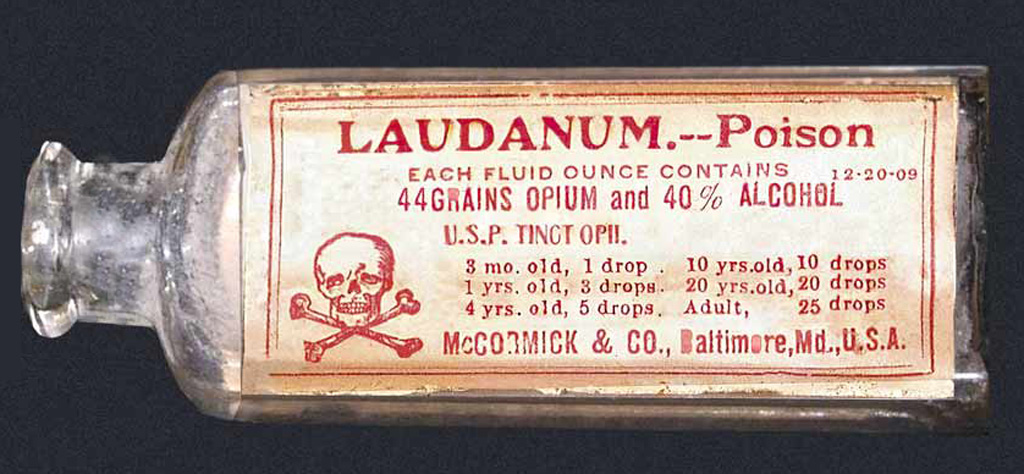 LAUDANUM.--Poison
EACH FLUID OUNCE CONTAINS 12-20-09
44GRAINS OPIUM and 40% ALCOHOL
U.S.P. TINCT OPII.
3 mo. old, 1 drop . 10 yrs.old, 10 drops
1 yrs. old, 3 drops. 20 yrs.old, 20 drops
4 yrs. old, 5 drops. Adult, 25 drops
McCORMICK & CO., Baltimore, Md., U.S.A.